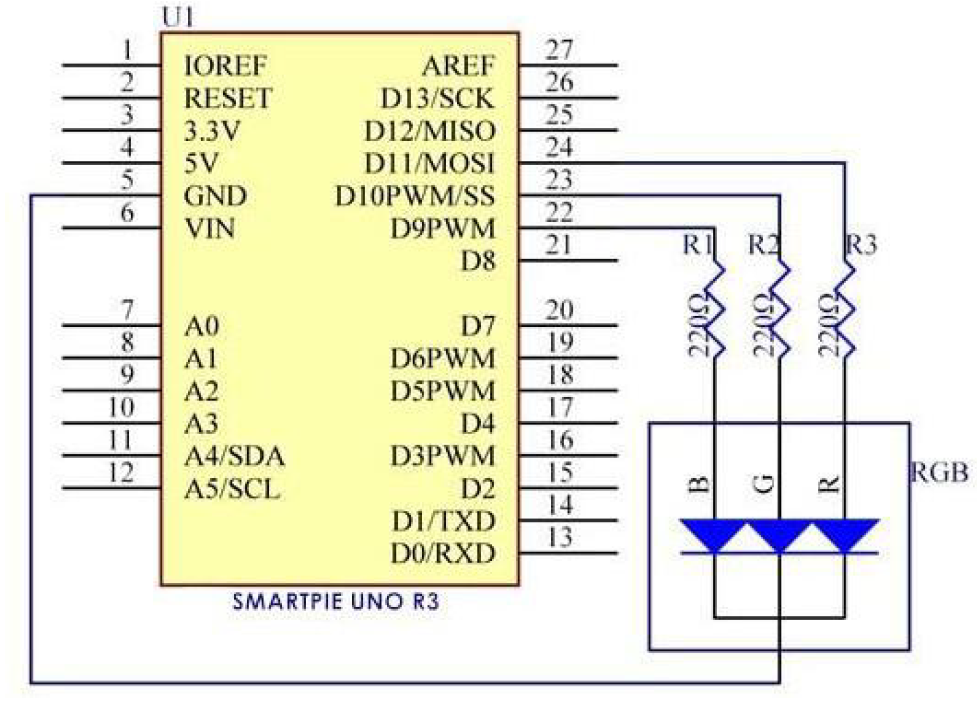 U1
1 IOREF AREF 27
2 RESET D13/SCK 26
3 3.3V D12/MISO 25
4 5V D11/MOSI 24
5 GND D10PWM/SS 23
6 VIN D9PWM 22
D8 21
R1 R2 R3
220Ω 220Ω 220Ω
7 A0 D7 20
8 A1 D6PWM 19
9 A2 D5PWM 18
10 A3 D4 17
11 A4/SDA D3PWM 16
12 A5/SCL D2 15
D1/TXD 14
D0/RXD 13
B G R
RGB
SMARTPIE UNO R3